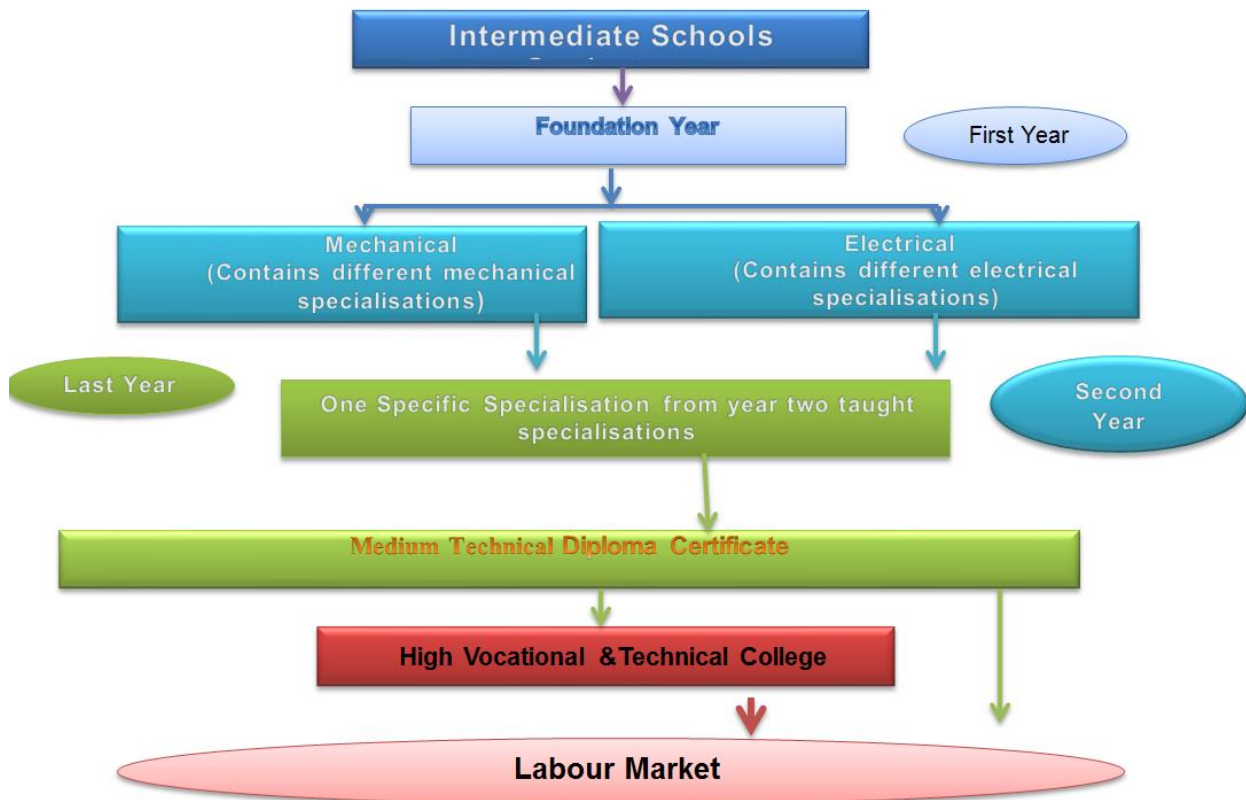 Intermediate Schools
Foundation Year
First Year
Mechanical
(Contains different mechanical
specialisations)
Electrical
(Contains different electrical
specialisations)
Last Year
One Specific Specialisation from year two taught
specialisations
Second
Year
Medium Technical Diploma Certificate
High Vocational &Technical College
Labour Market